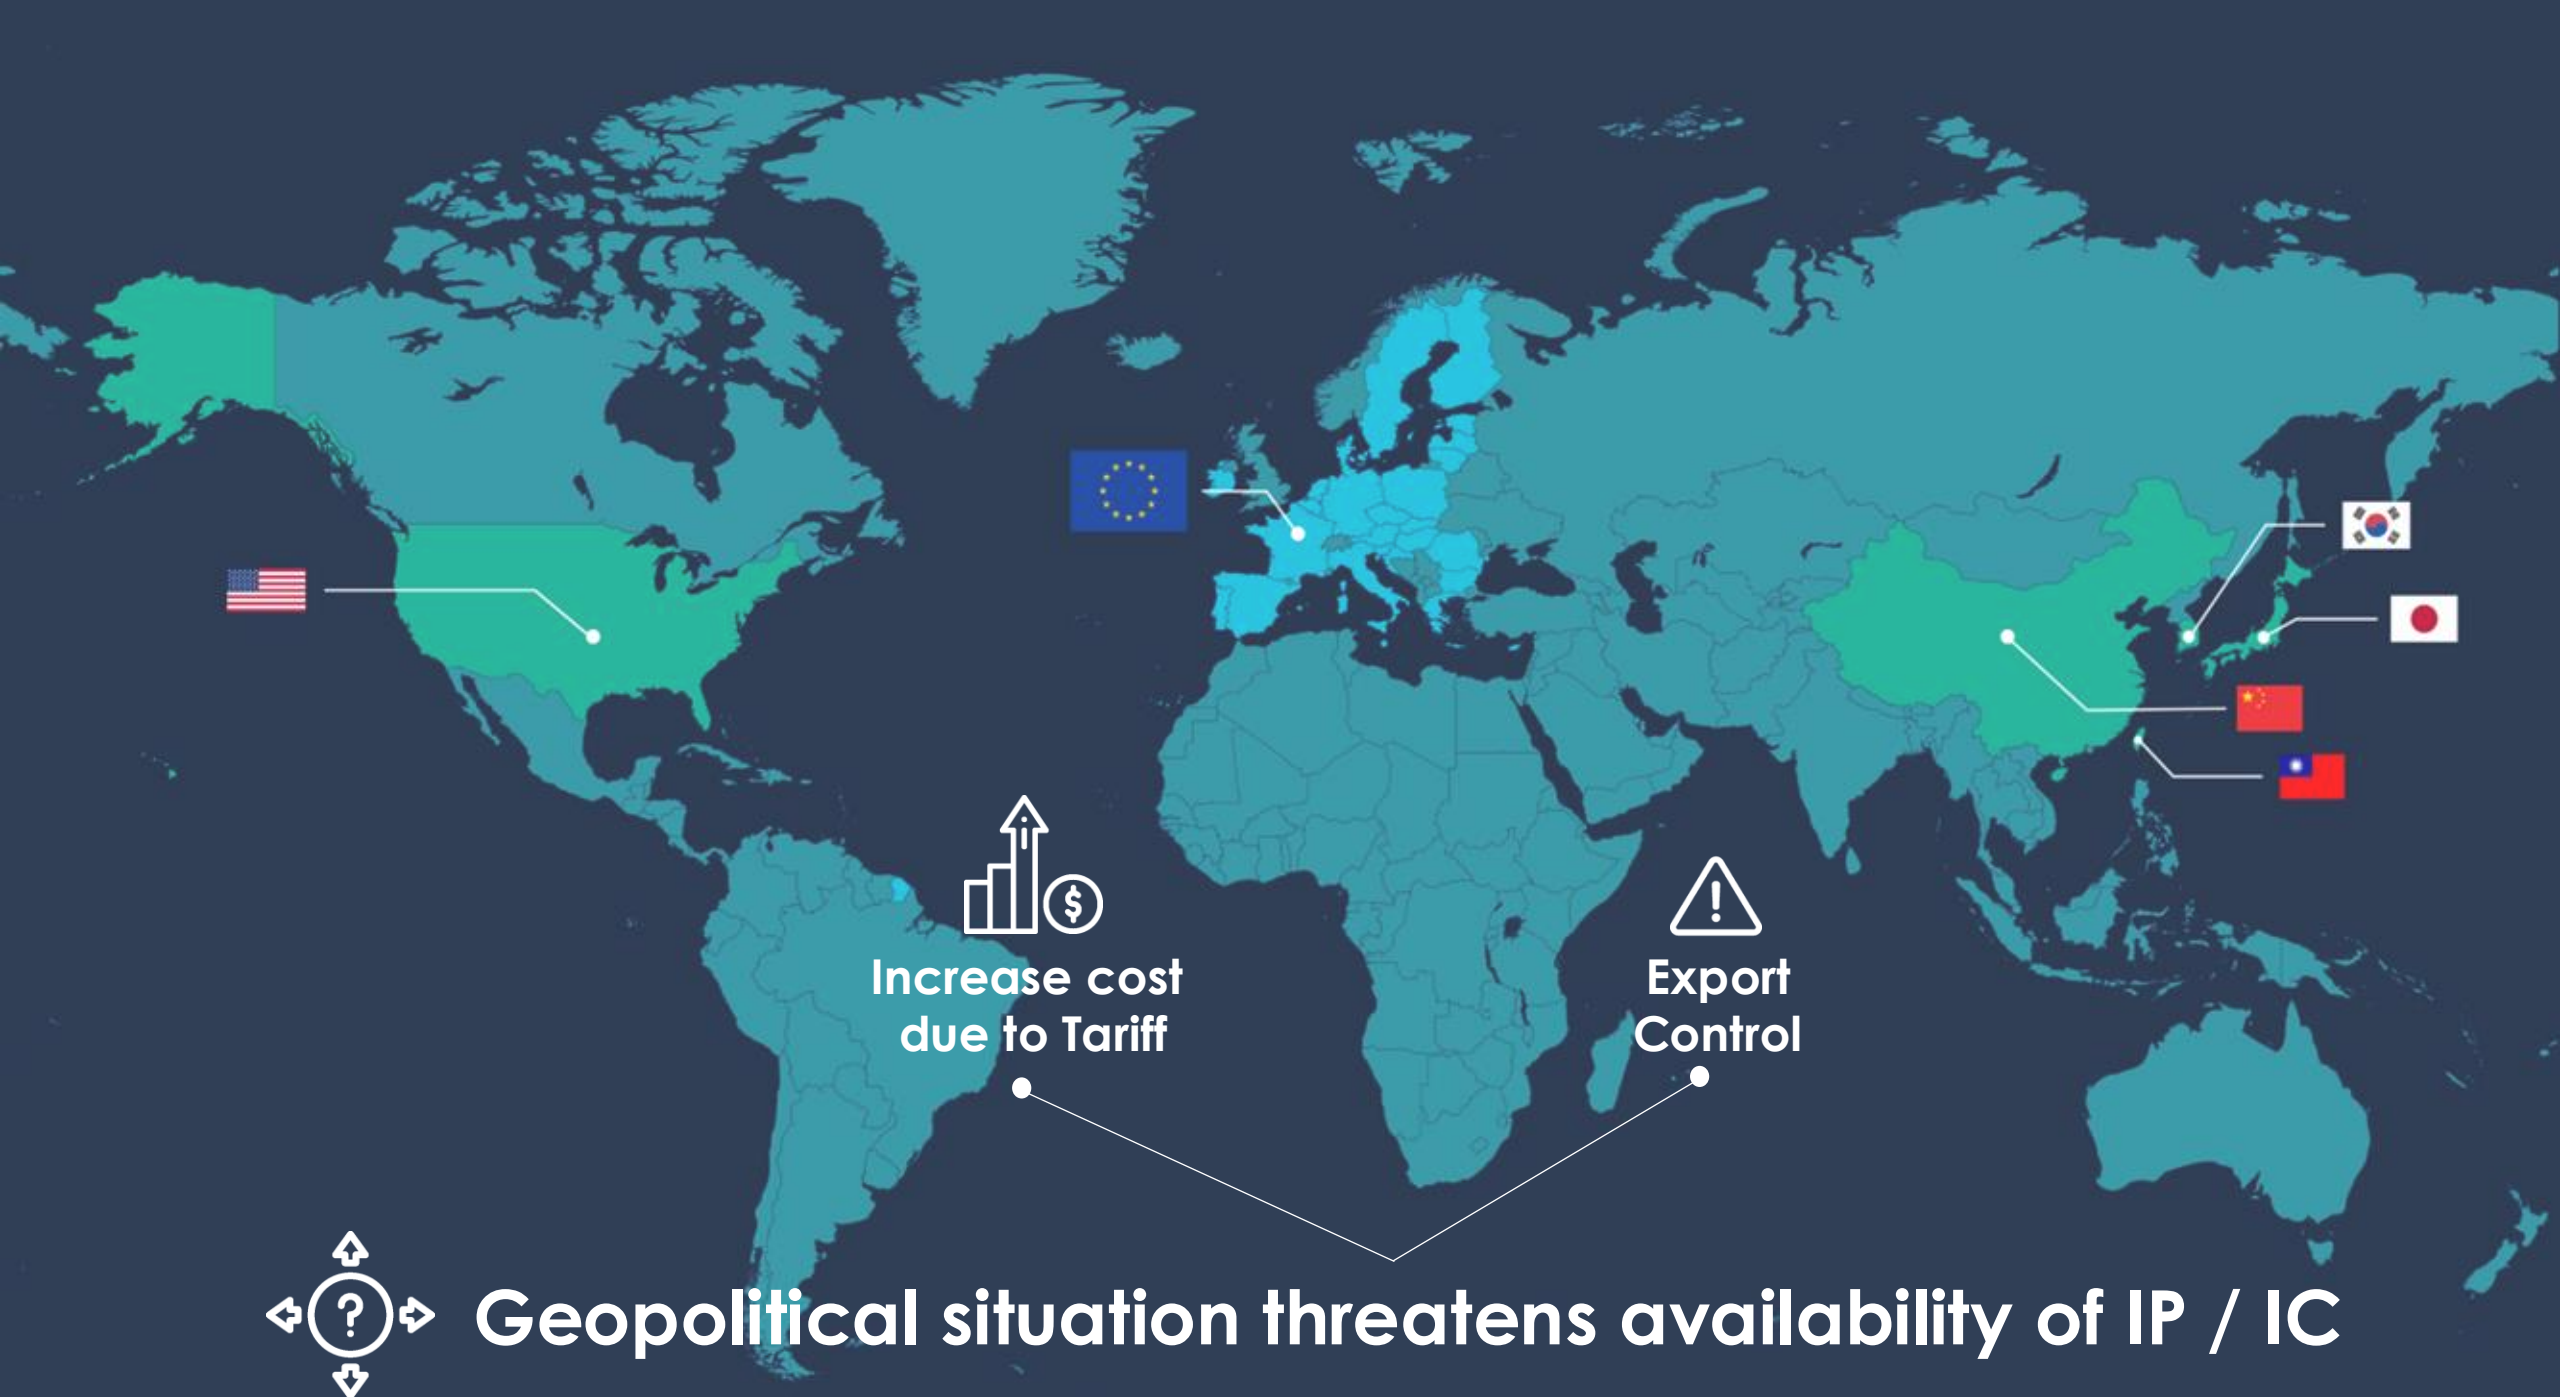 Increase cost
due to Tariff
Export
Control
Geopolitical situation threatens availability of IP / IC